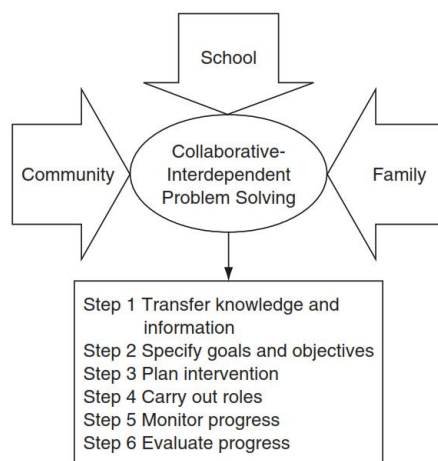 School
Community
Collaborative-
Interdependent
Problem Solving
Family
Step 1 Transfer knowledge and
information
Step 2 Specify goals and objectives
Step 3 Plan intervention
Step 4 Carry out roles
Step 5 Monitor progress
Step 6 Evaluate progress